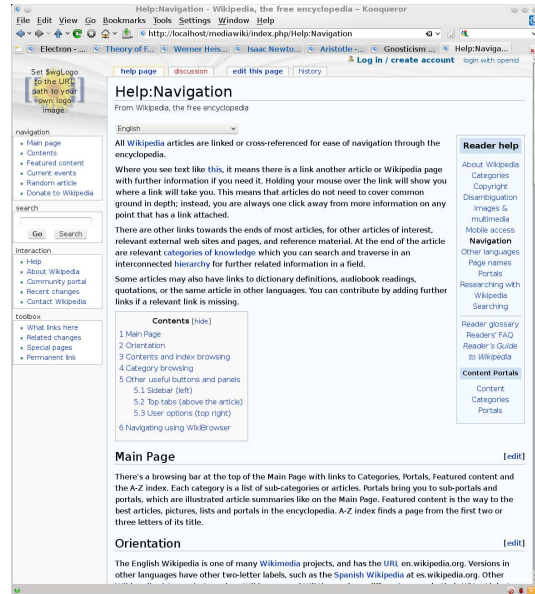 Help:Navigation - Wikipedia, the free encyclopedia - Konqueror
File Edit View Go Bookmarks Tools Settings Window Help
http://localhost/mediawiki/index.php/Help:Navigation
Electron - ...
Theory of F...
Werner Heis...
Isaac Newto...
Aristotle -...
Gnosticism ...
Help:Naviga...
Log in / create account login with openid
Set $wgLogo
to the URL
path to your
own logo
image.
help page
discussion
edit this page
history
Help:Navigation
From Wikipedia, the free encyclopedia
English
navigation
Main page
Contents
Featured content
Current events
Random article
Donate to Wikipedia
search
Go Search
interaction
Help
About Wikipedia
Community portal
Recent changes
Contact Wikipedia
toolbox
What links here
Related changes
Special pages
Permanent link
All Wikipedia articles are linked or cross-referenced for ease of navigation through the
encyclopedia.
Where you see text like this, it means there is a link another article or Wikipedia page
with further information if you need it. Holding your mouse over the link will show you
where a link will take you. This means that articles do not need to cover common
ground in depth; instead, you are always one click away from more information on any
point that has a link attached.
There are other links towards the ends of most articles, for other articles of interest,
relevant external web sites and pages, and reference material. At the end of the article
are relevant categories of knowledge which you can search and traverse in an
interconnected hierarchy for further related information in a field.
Some articles may also have links to dictionary definitions, audiobook readings,
quotations, or the same article in other languages. You can contribute by adding further
links if a relevant link is missing.
Reader help
About Wikipedia
Categories
Copyright
Disambiguation
Images &
multimedia
Mobile access
Navigation
Other languages
Page names
Portals
Researching with
Wikipedia
Searching
Reader glossary
Readers' FAQ
Reader's Guide
to Wikipedia
Content Portals
Content
Categories
Portals
Contents [hide]
1 Main Page
2 Orientation
3 Contents and index browsing
4 Category browsing
5 Other useful buttons and panels
5.1 Sidebar (left)
5.2 Top tabs (above the article)
5.3 User options (top right)
6 Navigating using WikiBrowser
Main Page [edit]
There's a browsing bar at the top of the Main Page with links to Categories, Portals, Featured content and
the A-Z index. Each category is a list of sub-categories or articles. Portals bring you to sub-portals and
portals, which are illustrated article summaries like on the Main Page. Featured content is the way to the
best articles, pictures, lists and portals in the encyclopedia. A-Z index finds a page from the first two or
three letters of its title.
Orientation [edit]
The English Wikipedia is one of many Wikimedia projects, and has the URL en.wikipedia.org. Versions in
other languages have other two-letter labels, such as the Spanish Wikipedia at es.wikipedia.org. Other